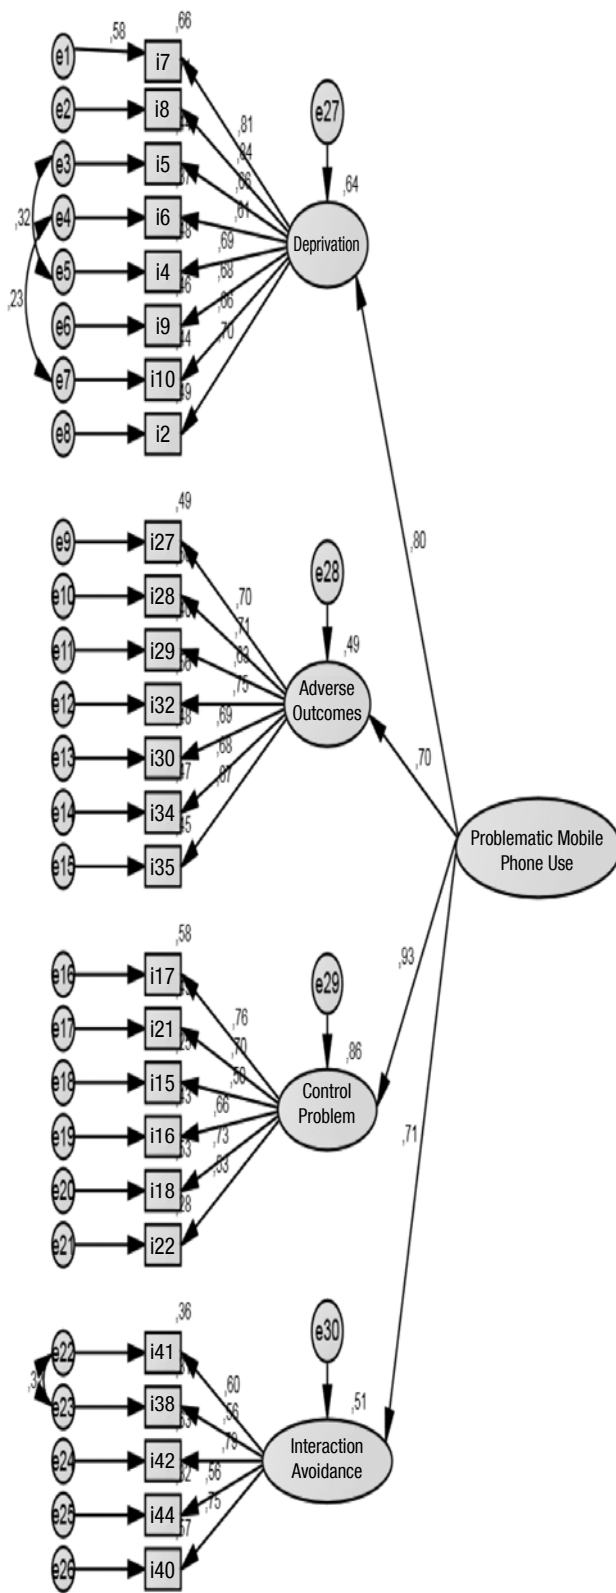 ,66
,58
e1
i7
e2
i8
e27
,81
,84
e3
i5
,66
,64
,61
e4
i6
,32
,69
Deprivation
,68
e5
i4
,23
,66
e6
i9
,70
e7
i10
e8
i2
,49
e9
i27
,80
e28
e10
i28
,70
,71
e11
i29
,49
,75
e12
i32
Adverse
Outcomes
,69
e13
i30
,68
,70
e14
i34
Problematic Mobile
Phone Use
e15
i35
,58
e16
i17
,93
e29
,76
e17
i21
,70
,86
e18
i15
Control
Problem
,66
e19
i16
,73
,71
e20
i18
e21
i22
,36
e30
e22
i41
,60
e23
i38
,56
,51
e24
i42
Interaction
Avoidance
,56
,75
e25
i44
,57
e26
i40